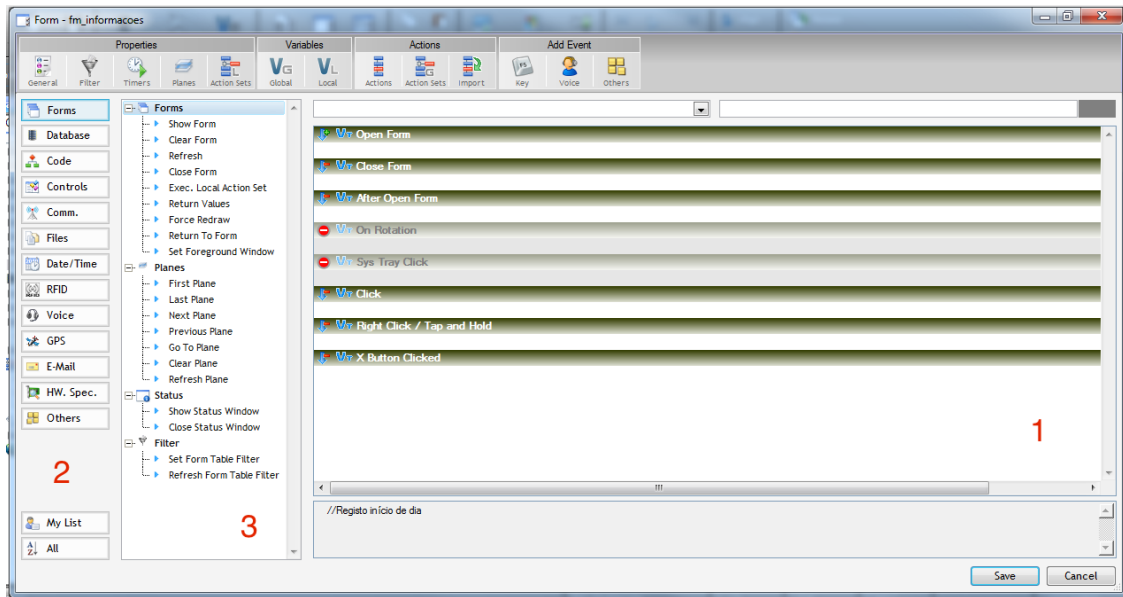 Form - fm_informacoes
Properties
Variables
Actions
Add Event
General
Filter
Timers
Planes
Action Sets
Global
Local
Actions
Action Sets
Import
Key
Voice
Others
Forms
Database
Code
Controls
Comm.
Files
Date/Time
RFID
Voice
GPS
E-Mail
HW. Spec.
Others
2
My List
All
Forms
Show Form
Clear Form
Refresh
Close Form
Exec. Local Action Set
Return Values
Force Redraw
Return To Form
Set Foreground Window
Planes
First Plane
Last Plane
Next Plane
Previous Plane
Go To Plane
Clear Plane
Refresh Plane
Status
Show Status Window
Close Status Window
Filter
Set Form Table Filter
Refresh Form Table Filter
3
Open Form
Close Form
After Open Form
On Rotation
Sys Tray Click
Click
Right Click / Tap and Hold
X Button Clicked
1
//Registo início de dia
Save
Cancel